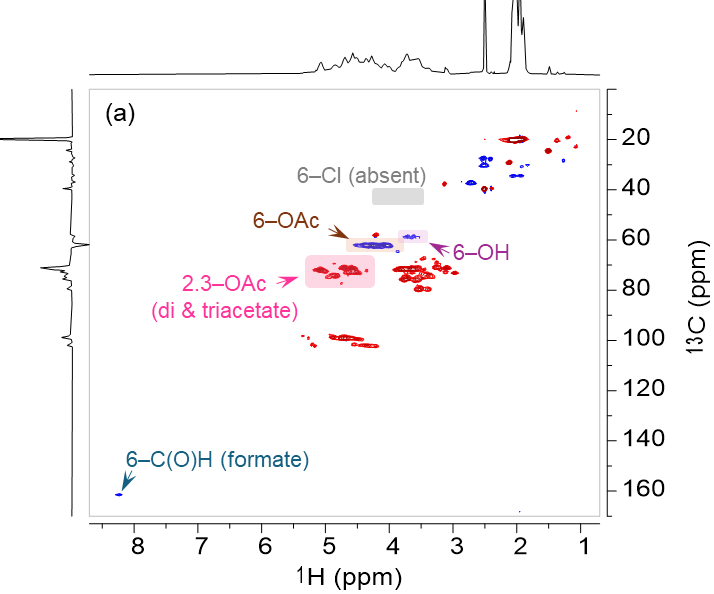 (a)
20
6–Cl (absent)
40
6–OAc
60
6–OH
2.3–OAc
(di & triacetate)
80
100
120
6–C(O)H (formate)
140
160
13C (ppm)
8 7 6 5 4 3 2 1
1H (ppm)